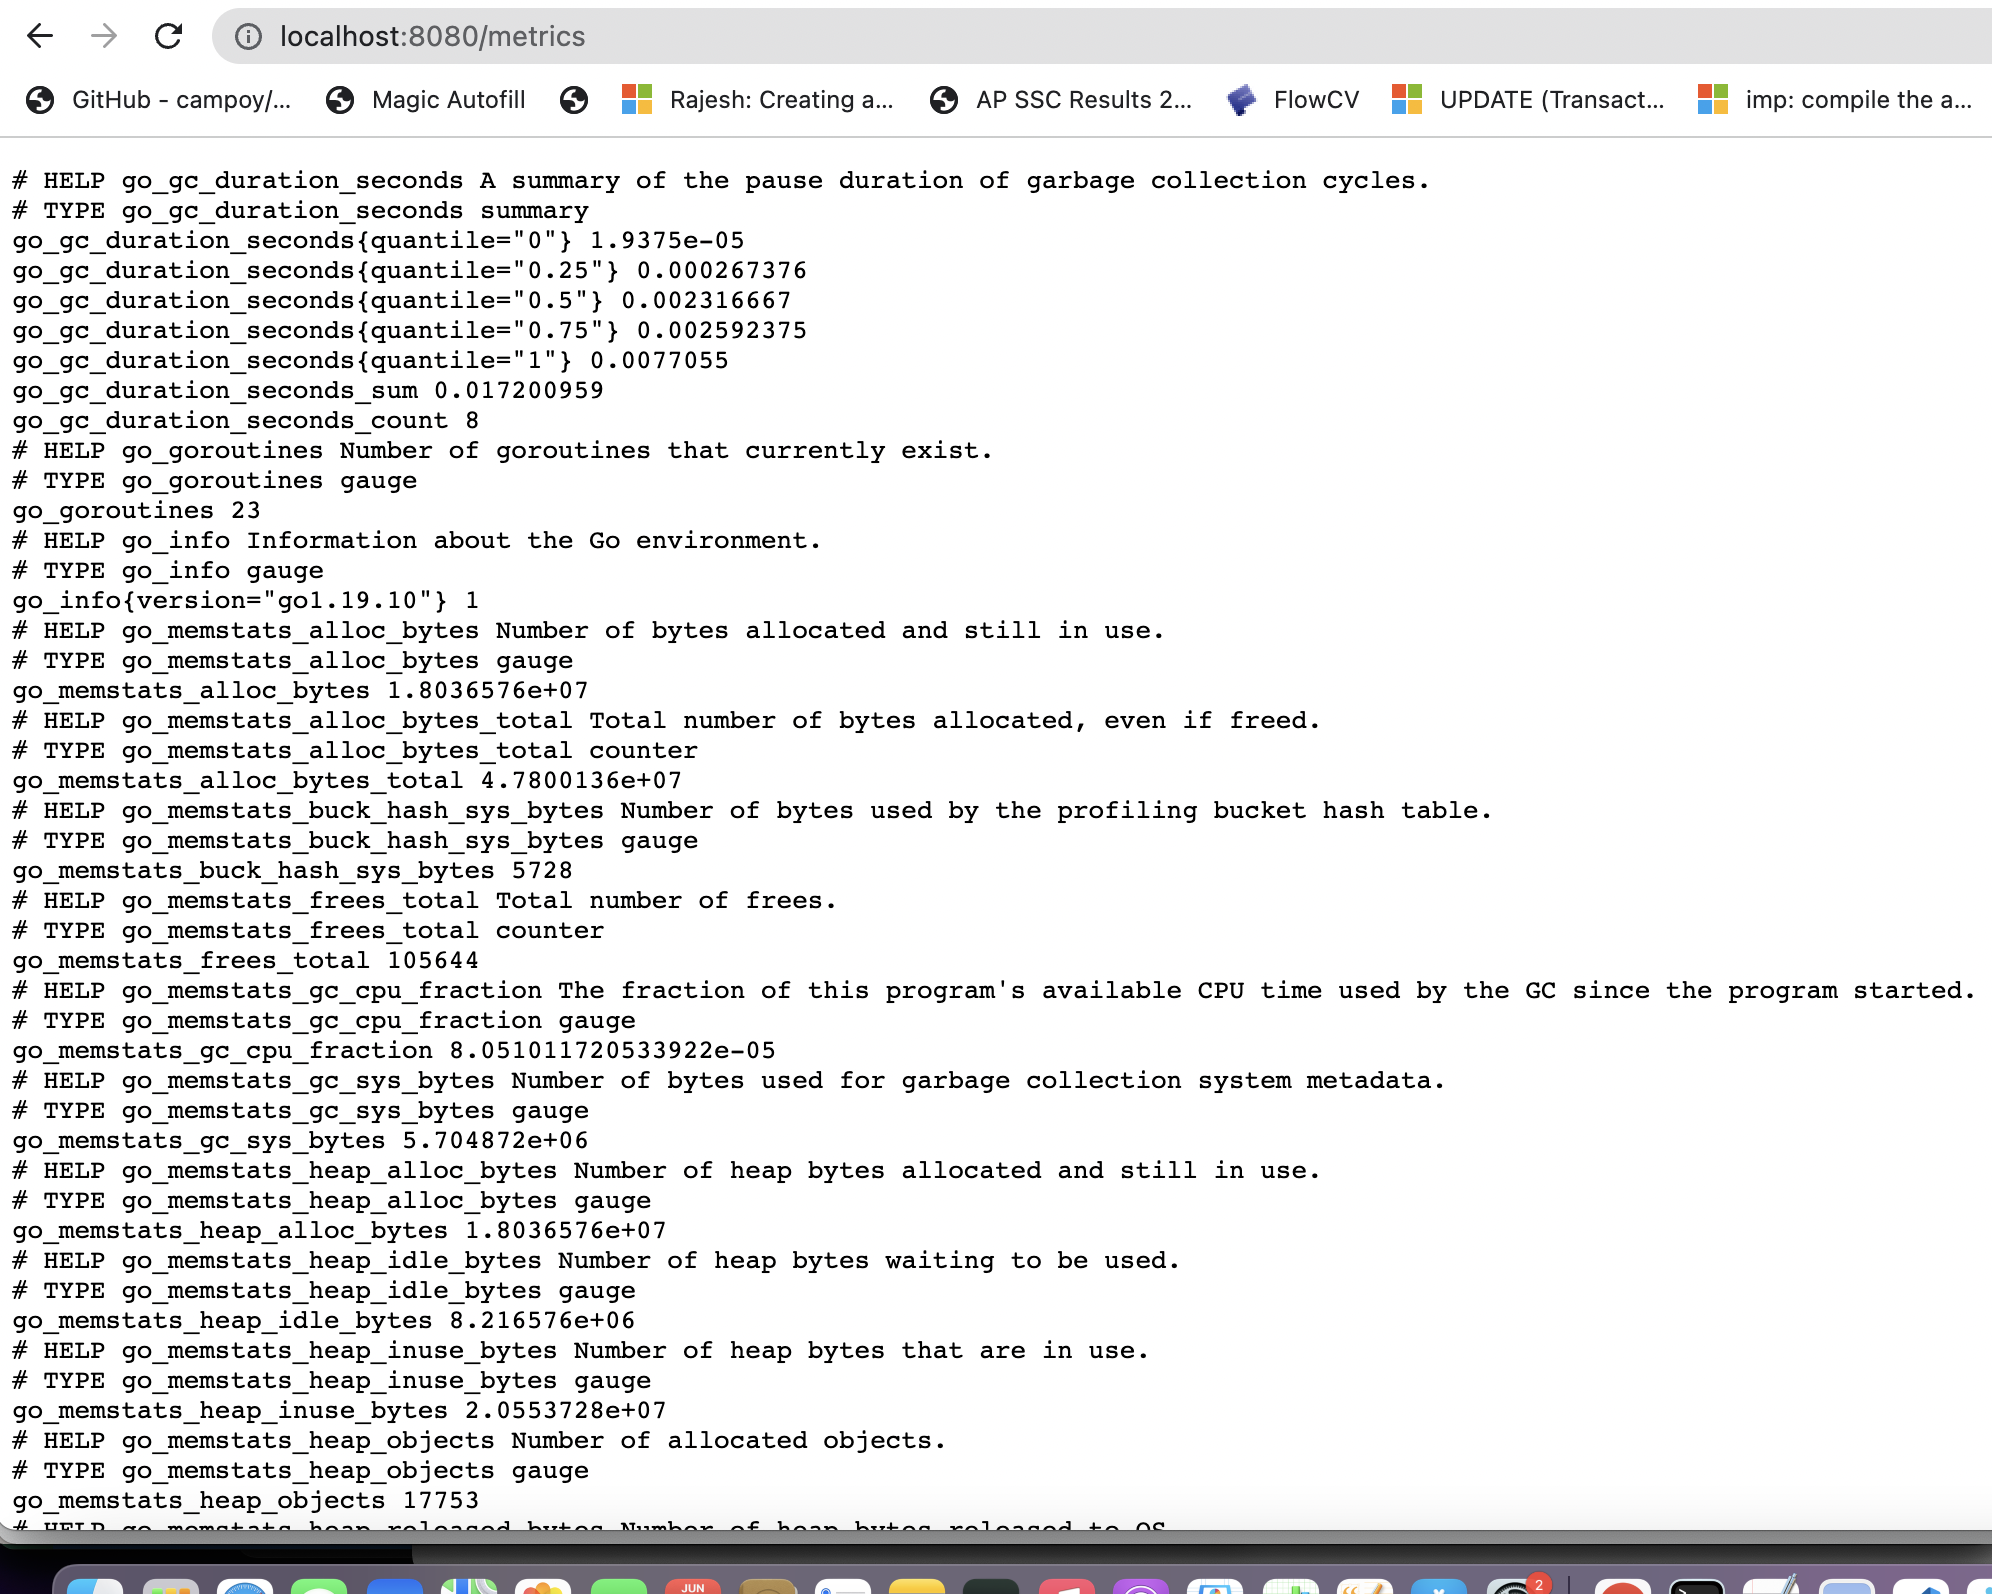 localhost:8080/metrics
GitHub - campoy/... Magic Autofill Rajesh: Creating a... AP SSC Results 2... FlowCV UPDATE (Transact... imp: compile the a...
# HELP go_gc_duration_seconds A summary of the pause duration of garbage collection cycles.
# TYPE go_gc_duration_seconds summary
go_gc_duration_seconds{quantile="0"} 1.9375e-05
go_gc_duration_seconds{quantile="0.25"} 0.000267376
go_gc_duration_seconds{quantile="0.5"} 0.002316667
go_gc_duration_seconds{quantile="0.75"} 0.002592375
go_gc_duration_seconds{quantile="1"} 0.0077055
go_gc_duration_seconds_sum 0.017200959
go_gc_duration_seconds_count 8
# HELP go_goroutines Number of goroutines that currently exist.
# TYPE go_goroutines gauge
go_goroutines 23
# HELP go_info Information about the Go environment.
# TYPE go_info gauge
go_info{version="go1.19.10"} 1
# HELP go_memstats_alloc_bytes Number of bytes allocated and still in use.
# TYPE go_memstats_alloc_bytes gauge
go_memstats_alloc_bytes 1.8036576e+07
# HELP go_memstats_alloc_bytes_total Total number of bytes allocated, even if freed.
# TYPE go_memstats_alloc_bytes_total counter
go_memstats_alloc_bytes_total 4.7800136e+07
# HELP go_memstats_buck_hash_sys_bytes Number of bytes used by the profiling bucket hash table.
# TYPE go_memstats_buck_hash_sys_bytes gauge
go_memstats_buck_hash_sys_bytes 5728
# HELP go_memstats_frees_total Total number of frees.
# TYPE go_memstats_frees_total counter
go_memstats_frees_total 105644
# HELP go_memstats_gc_cpu_fraction The fraction of this program's available CPU time used by the GC since the program started.
# TYPE go_memstats_gc_cpu_fraction gauge
go_memstats_gc_cpu_fraction 8.051011720533922e-05
# HELP go_memstats_gc_sys_bytes Number of bytes used for garbage collection system metadata.
# TYPE go_memstats_gc_sys_bytes gauge
go_memstats_gc_sys_bytes 5.704872e+06
# HELP go_memstats_heap_alloc_bytes Number of heap bytes allocated and still in use.
# TYPE go_memstats_heap_alloc_bytes gauge
go_memstats_heap_alloc_bytes 1.8036576e+07
# HELP go_memstats_heap_idle_bytes Number of heap bytes waiting to be used.
# TYPE go_memstats_heap_idle_bytes gauge
go_memstats_heap_idle_bytes 8.216576e+06
# HELP go_memstats_heap_inuse_bytes Number of heap bytes that are in use.
# TYPE go_memstats_heap_inuse_bytes gauge
go_memstats_heap_inuse_bytes 2.0553728e+07
# HELP go_memstats_heap_objects Number of allocated objects.
# TYPE go_memstats_heap_objects gauge
go_memstats_heap_objects 17753
# HELP go_memstats_heap_released_bytes Number of heap bytes released to OS
JUN 2